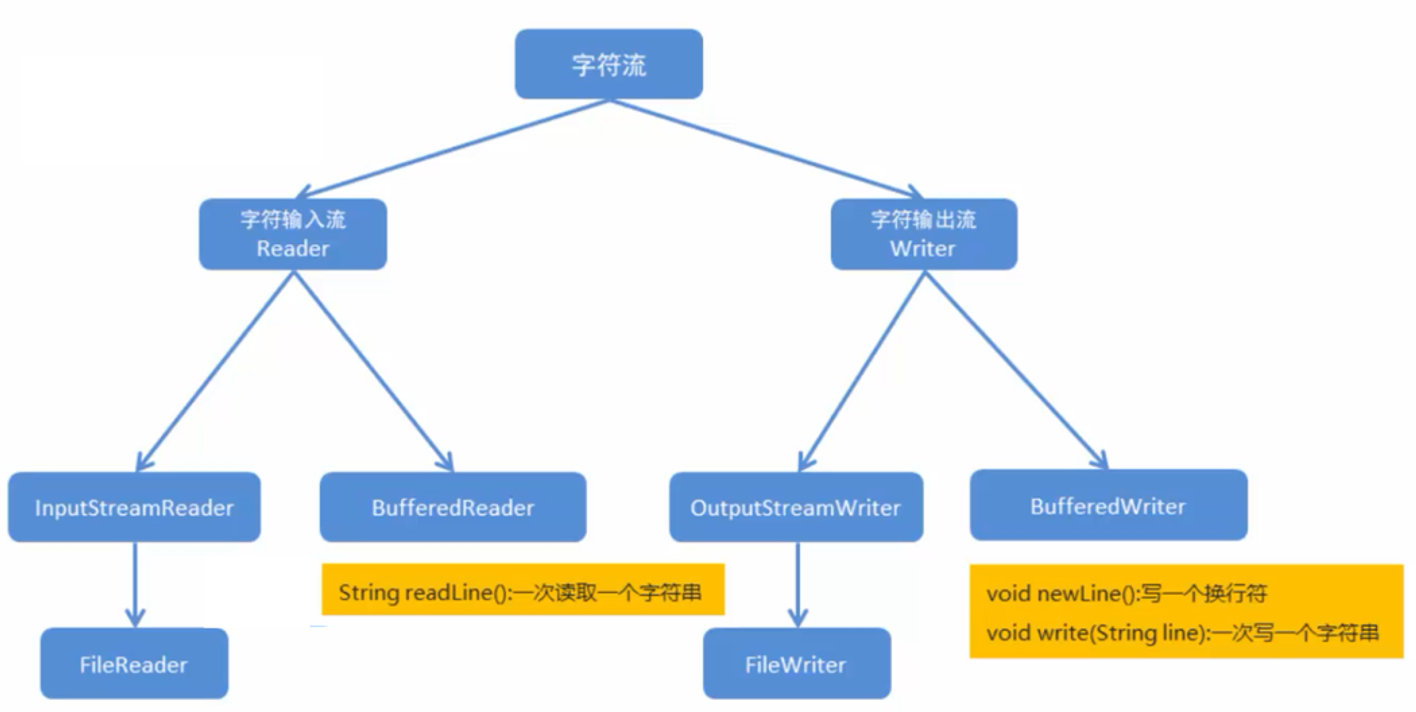 字符流
字符输入流
Reader
字符输出流
Writer
InputStreamReader
BufferedReader
OutputStreamWriter
BufferedWriter
String readLine():一次读取一个字符串
void newLine():写一个换行符
void write(String line):一次写一个字符串
FileReader
FileWriter